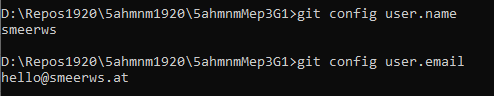 D:\Repos1920\5ahmnm1920\5ahmnmMep3G1>git config user.name
smeerws
D:\Repos1920\5ahmnm1920\5ahmnmMep3G1>git config user.email
hello@smeerws.at